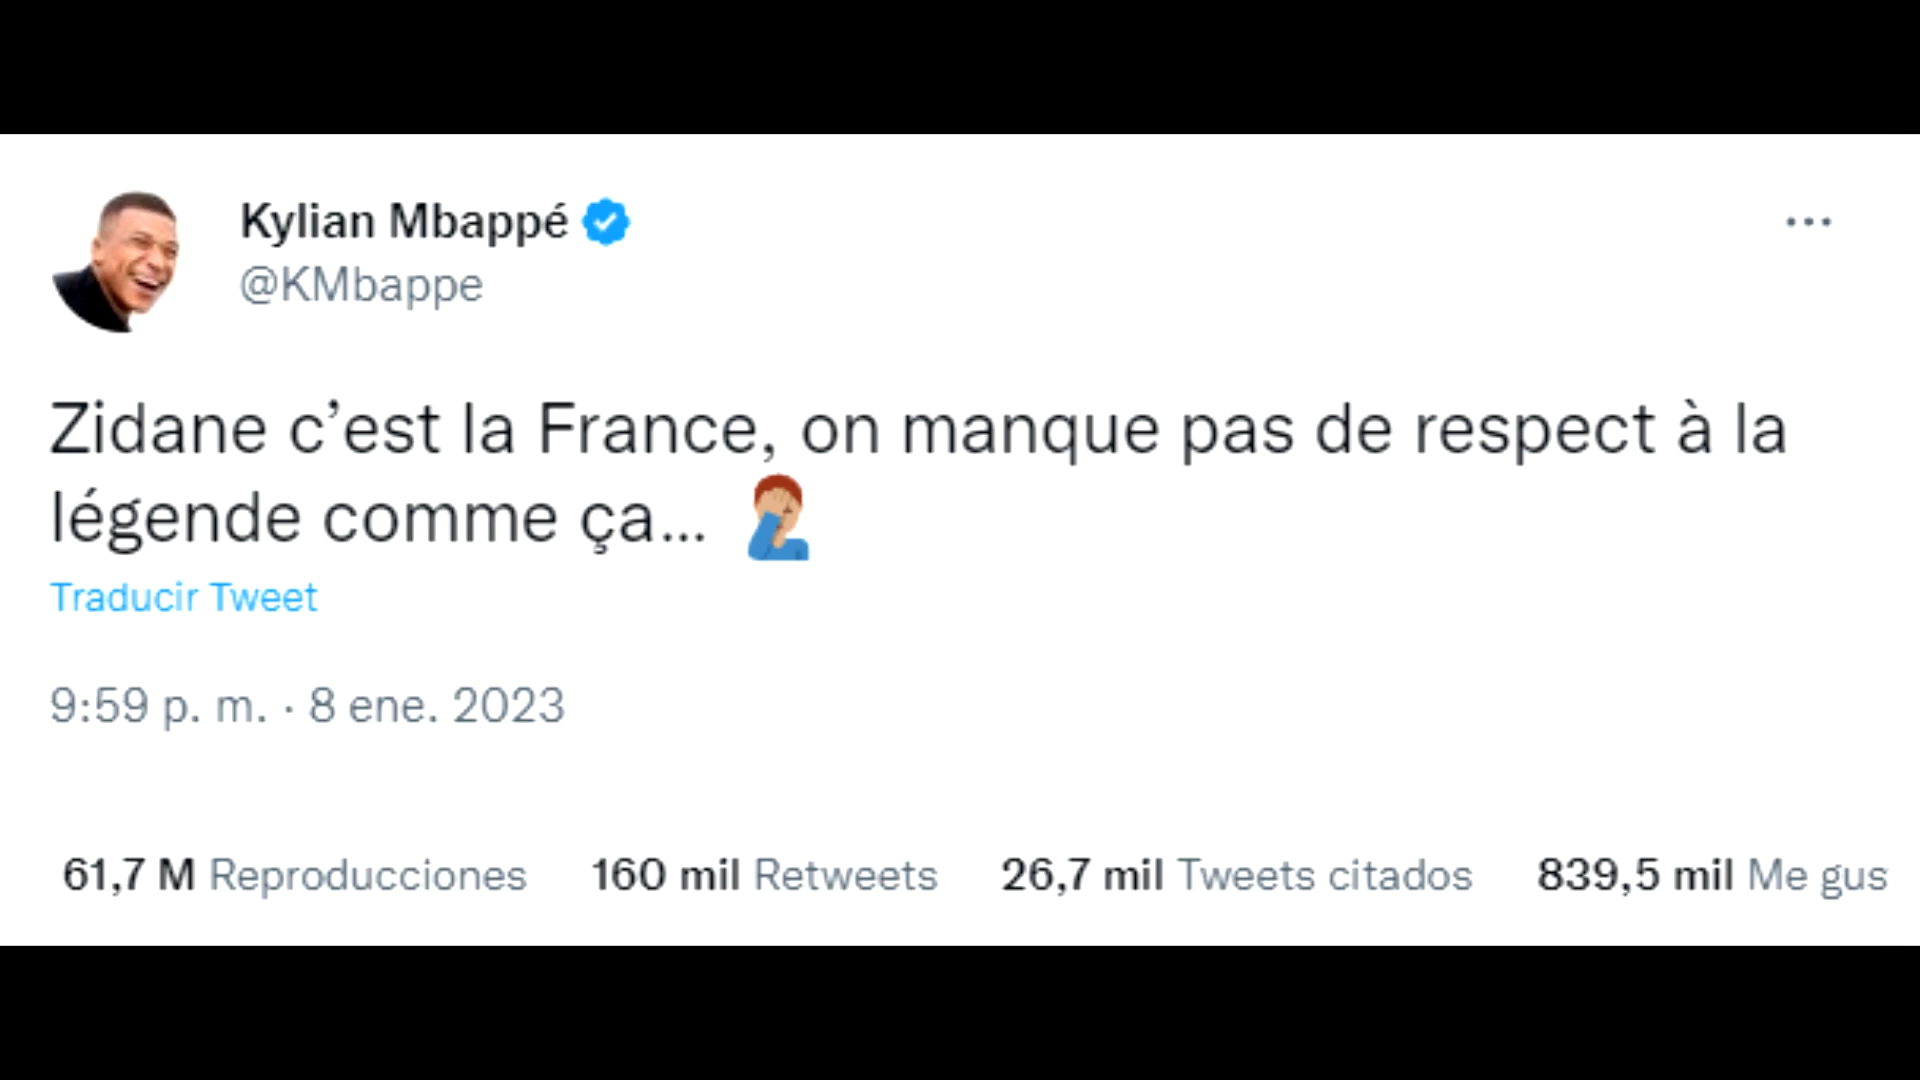 Kylian Mbappé
@KMbappe
Zidane c’est la France, on manque pas de respect à la
légende comme ça... 🤦🏽‍♂️
Traducir Tweet
9:59 p. m. · 8 ene. 2023
61,7 M Reproducciones 160 mil Retweets 26,7 mil Tweets citados 839,5 mil Me gus